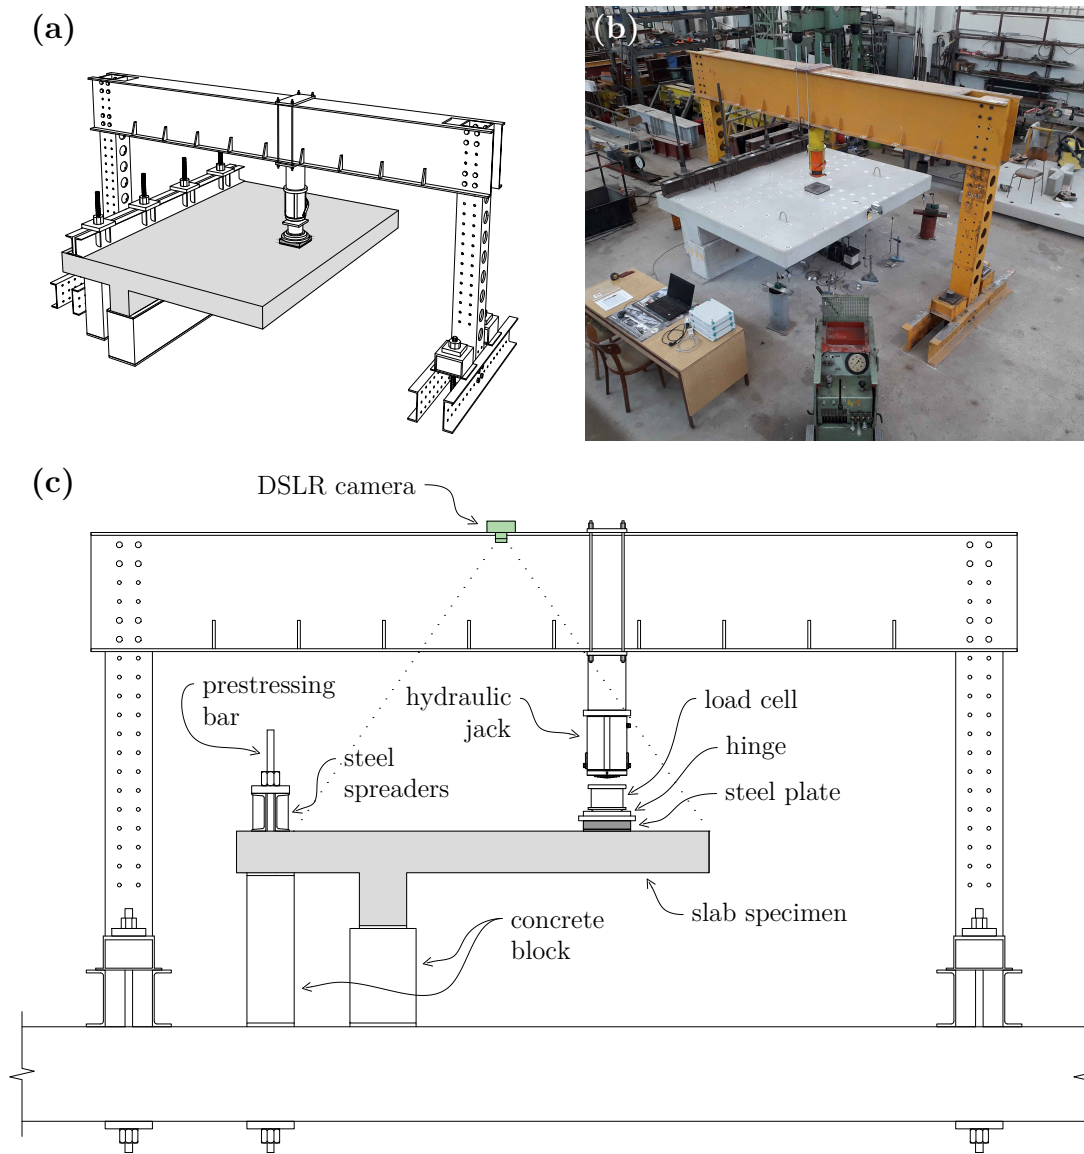 (a)
(b)
(c)
DSLR camera
prestressing
bar
hydraulic
jack
load cell
hinge
steel
spreaders
steel plate
slab specimen
concrete
block